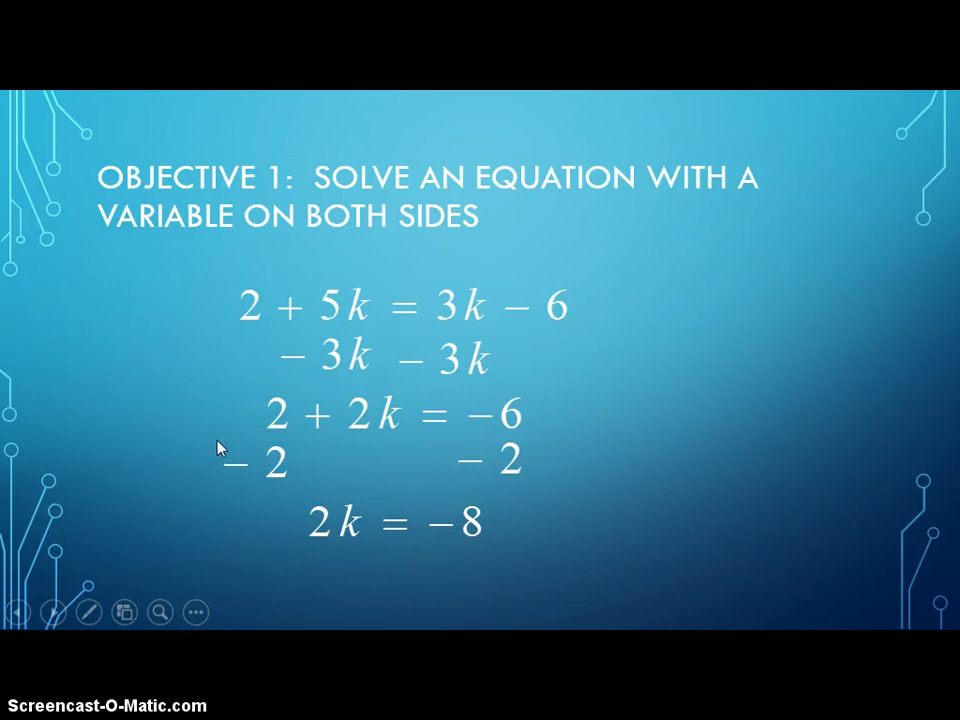 OBJECTIVE 1: SOLVE AN EQUATION WITH A
VARIABLE ON BOTH SIDES
2 + 5k = 3k − 6
− 3k − 3k
2 + 2k = −6
− 2 − 2
2k = −8
Screencast-O-Matic.com